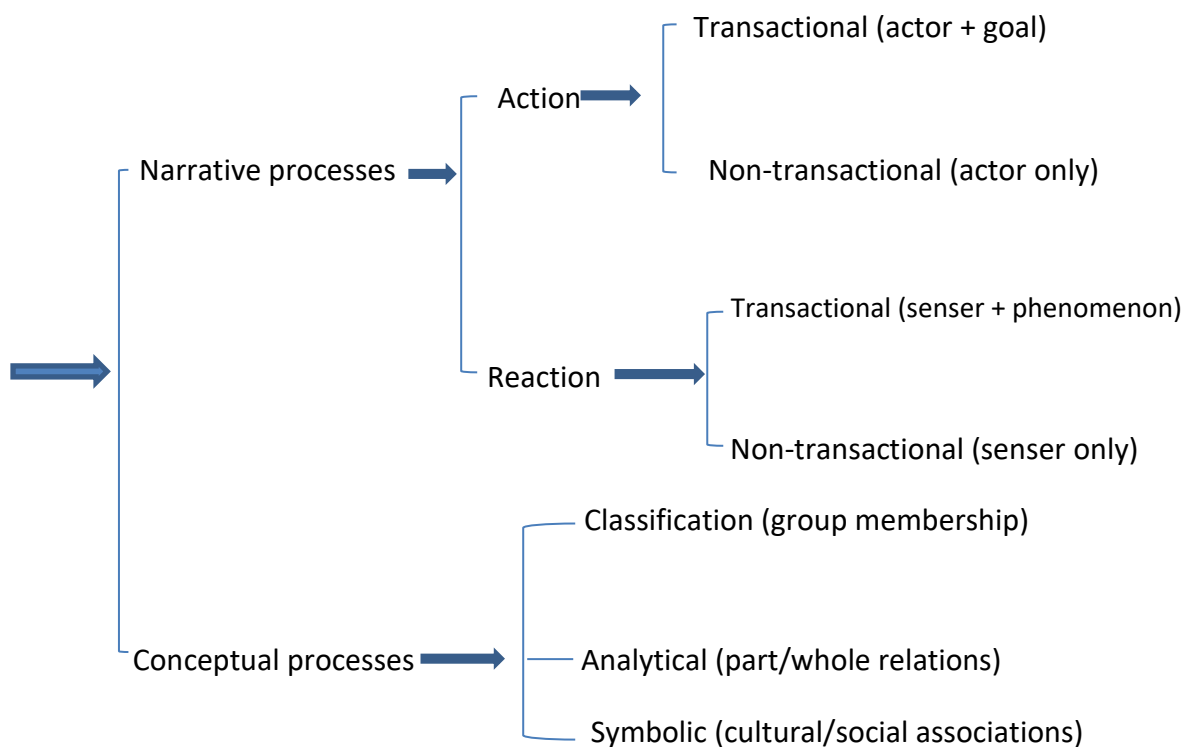 Transactional (actor + goal)
Action
Narrative processes
Non-transactional (actor only)
Transactional (senser + phenomenon)
Reaction
Non-transactional (senser only)
Classification (group membership)
Conceptual processes
Analytical (part/whole relations)
Symbolic (cultural/social associations)